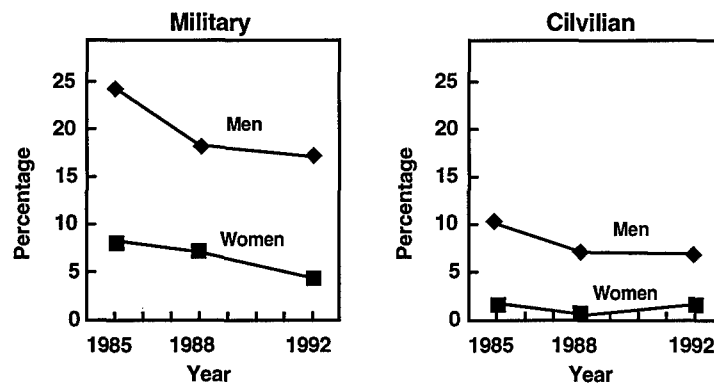 Military
Percentage
25
20
15
10
5
0
Men
Women
1985 1988 1992
Year
Cilvilian
Percentage
25
20
15
10
5
0
Men
Women
1985 1988 1992
Year